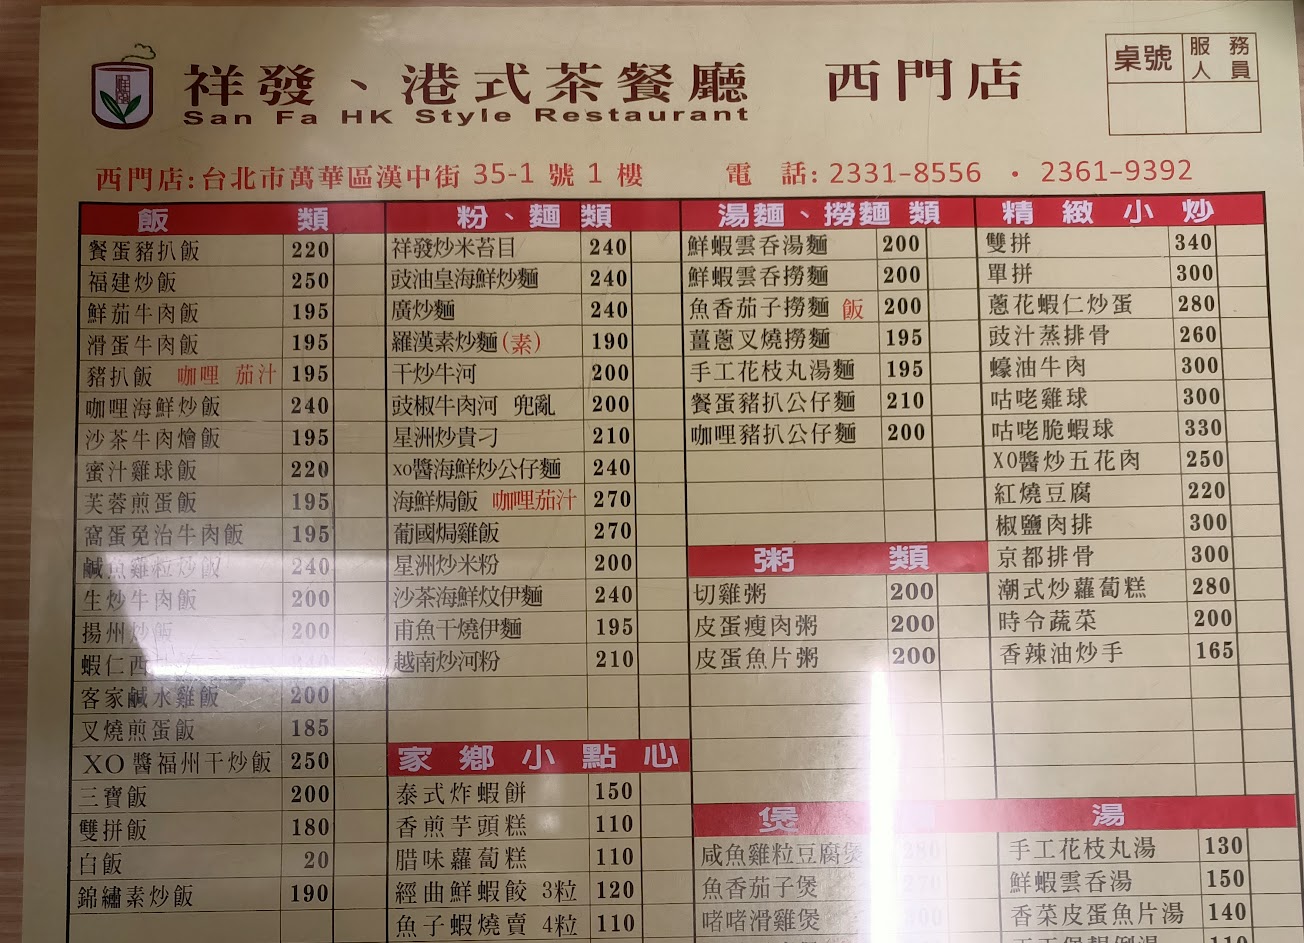 祥發、港式茶餐廳 西門店
San Fa HK Style Restaurant
桌號 服務人員
西門店:台北市萬華區漢中街 35-1 號 1 樓 電 話: 2331-8556 · 2361-9392
飯 類
餐蛋豬扒飯 220
福建炒飯 250
鮮茄牛肉飯 195
滑蛋牛肉飯 195
豬扒飯 咖哩 茄汁 195
咖哩海鮮炒飯 240
沙茶牛肉燴飯 195
蜜汁雞球飯 220
芙蓉煎蛋飯 195
窩蛋免治牛肉飯 195
鹹魚雞粒炒飯 240
生炒牛肉飯 200
揚州炒飯 200
蝦仁西
客家鹹水雞飯 200
叉燒煎蛋飯 185
XO 醬福州干炒飯 250
三寶飯 200
雙拼飯 180
白飯 20
錦繡素炒飯 190
粉、麵 類
祥發炒米苔目 240
豉油皇海鮮炒麵 240
廣炒麵 240
羅漢素炒麵(素) 190
干炒牛河 200
豉椒牛肉河 兜亂 200
星洲炒貴刁 210
xo醬海鮮炒公仔麵 240
海鮮焗飯 咖哩茄汁 270
葡國焗雞飯 270
星洲炒米粉 200
沙茶海鮮炆伊麵 240
甫魚干燒伊麵 195
越南炒河粉 210
家 鄉 小 點 心
泰式炸蝦餅 150
香煎芋頭糕 110
腊味蘿蔔糕 110
經曲鮮蝦餃 3粒 120
魚子蝦燒賣 4粒 110
湯麵、撈麵 類
鮮蝦雲吞湯麵 200
鮮蝦雲吞撈麵 200
魚香茄子撈麵 飯 200
薑蔥叉燒撈麵 195
手工花枝丸湯麵 195
餐蛋豬扒公仔麵 210
咖哩豬扒公仔麵 200
粥 類
切雞粥 200
皮蛋瘦肉粥 200
皮蛋魚片粥 200
精 緻 小 炒
雙拼 340
單拼 300
蔥花蝦仁炒蛋 280
豉汁蒸排骨 260
蠔油牛肉 300
咕咾雞球 300
咕咾脆蝦球 330
XO醬炒五花肉 250
紅燒豆腐 220
椒鹽肉排 300
京都排骨 300
潮式炒蘿蔔糕 280
時令蔬菜 200
香辣油炒手 165
煲
咸魚雞粒豆腐煲 280
魚香茄子煲 270
啫啫滑雞煲
湯
手工花枝丸湯 130
鮮蝦雲吞湯 150
香菜皮蛋魚片湯 140